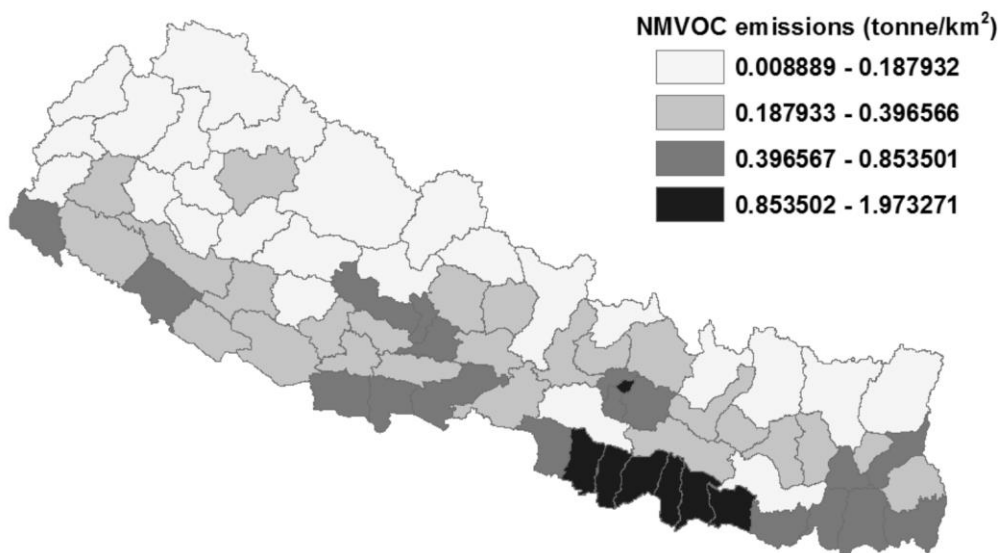 NMVOC emissions (tonne/km²)
0.008889 - 0.187932
0.187933 - 0.396566
0.396567 - 0.853501
0.853502 - 1.973271